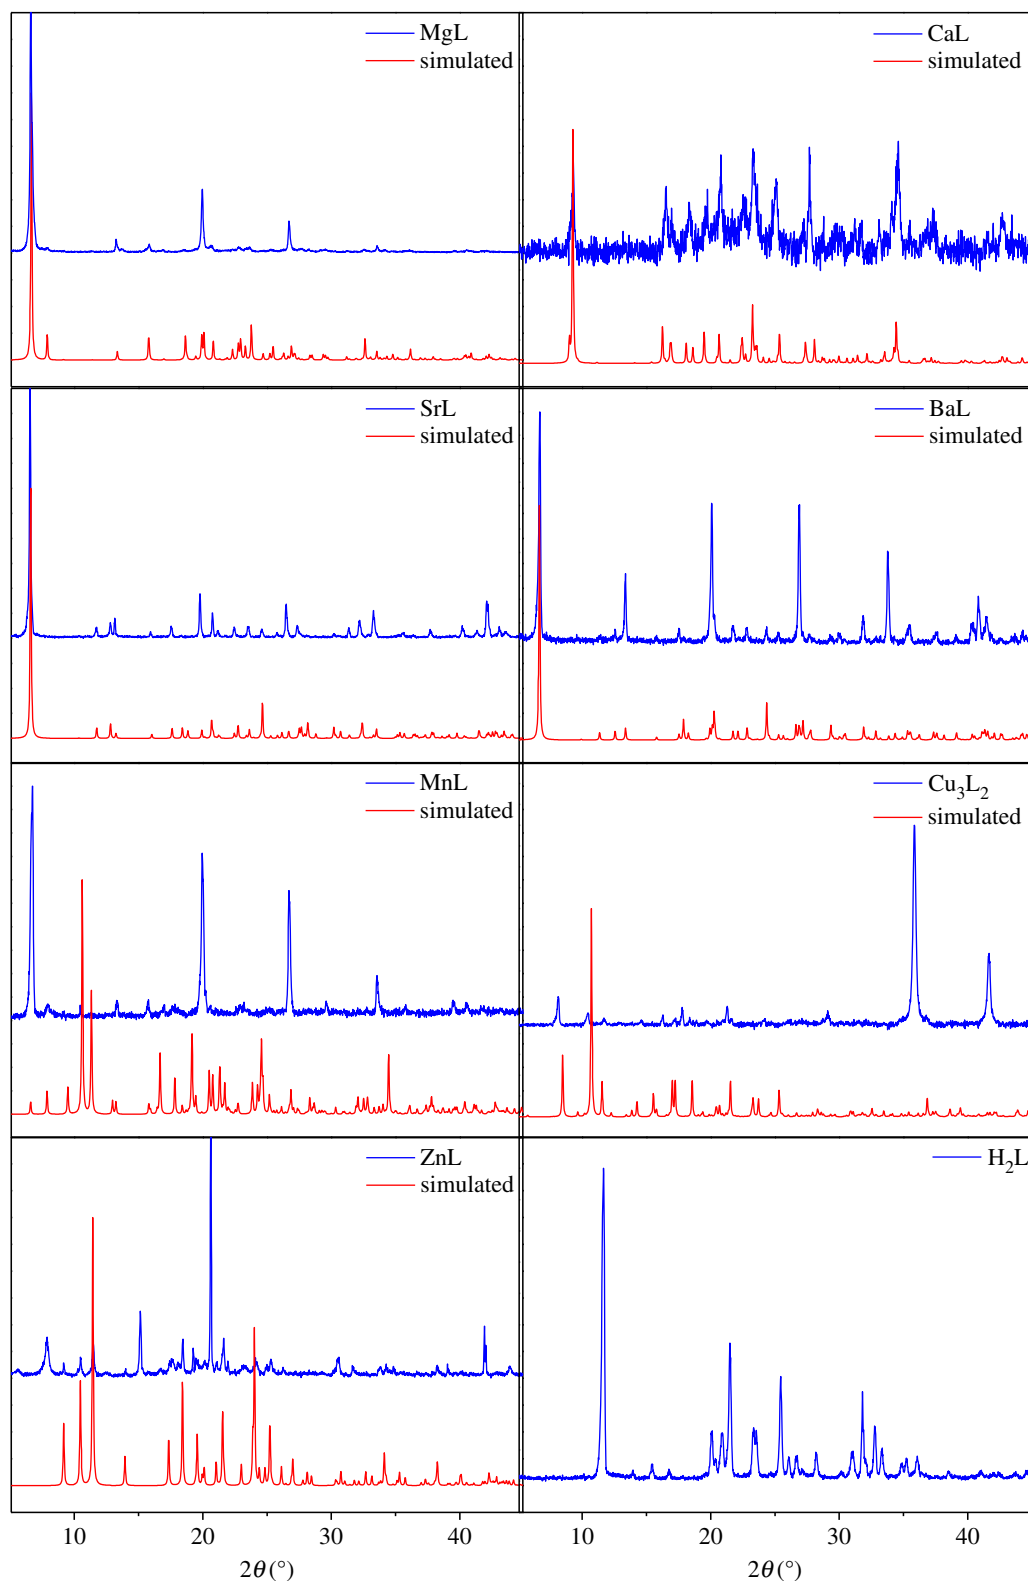 MgL
simulated
CaL
simulated
SrL
simulated
BaL
simulated
MnL
simulated
Cu₃L₂
simulated
ZnL
simulated
H₂L
10 20 30 40
10 20 30 40
2θ(°)
2θ(°)